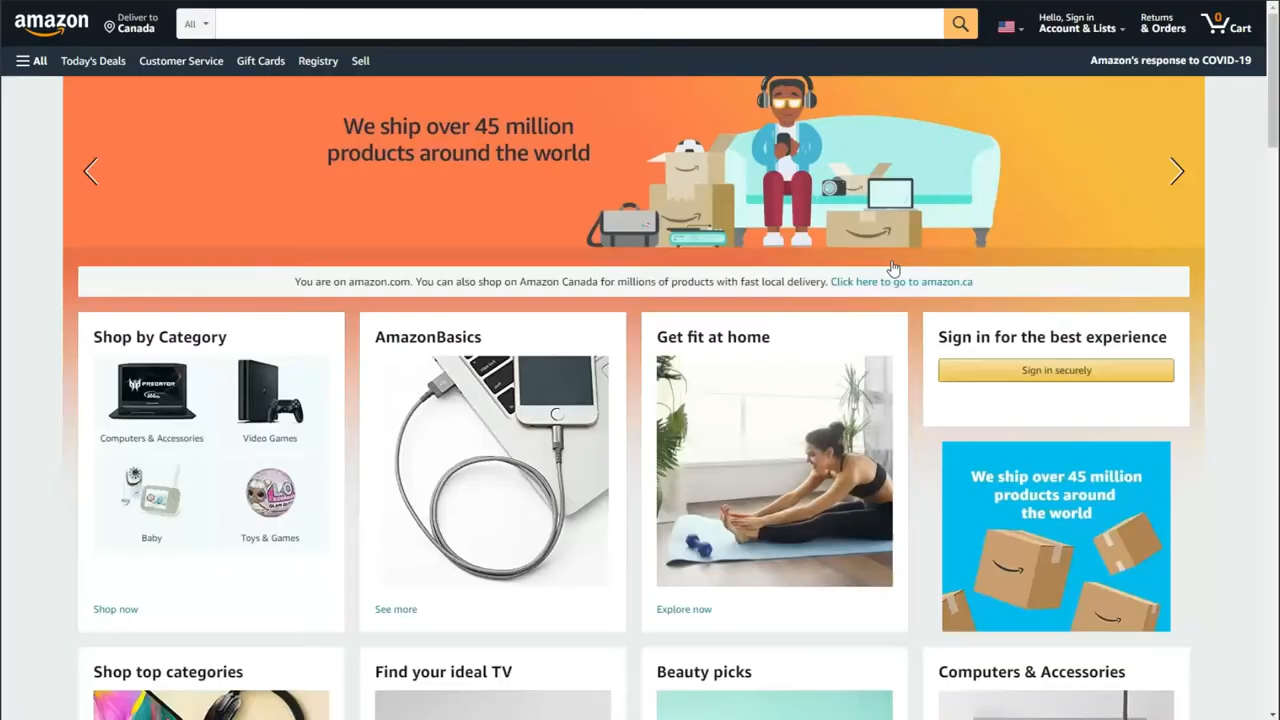 amazon
Deliver to
Canada
All
Hello, Sign in
Account & Lists
Returns
& Orders
0
Cart
All
Today's Deals
Customer Service
Gift Cards
Registry
Sell
Amazon's response to COVID-19
We ship over 45 million
products around the world
You are on amazon.com. You can also shop on Amazon Canada for millions of products with fast local delivery. Click here to go to amazon.ca
Shop by Category
AmazonBasics
Get fit at home
Sign in for the best experience
Sign in securely
PREDATOR
Computers & Accessories
Video Games
Baby
Toys & Games
We ship over 45 million
products around
the world
Shop now
See more
Explore now
Shop top categories
Find your ideal TV
Beauty picks
Computers & Accessories